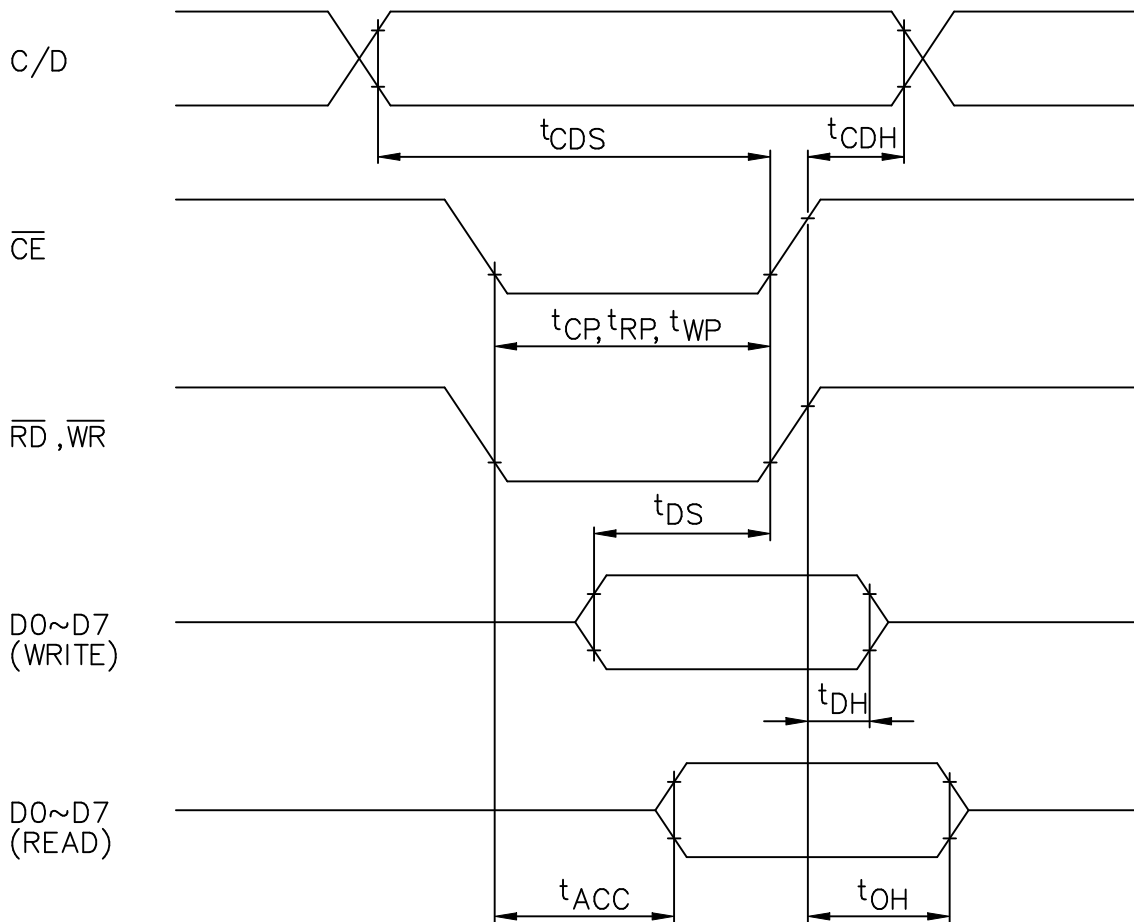 C/D
tCDS
tCDH
CE
tCP, tRP, tWP
RD ,WR
tDS
D0~D7
(WRITE)
tDH
D0~D7
(READ)
tACC
tOH